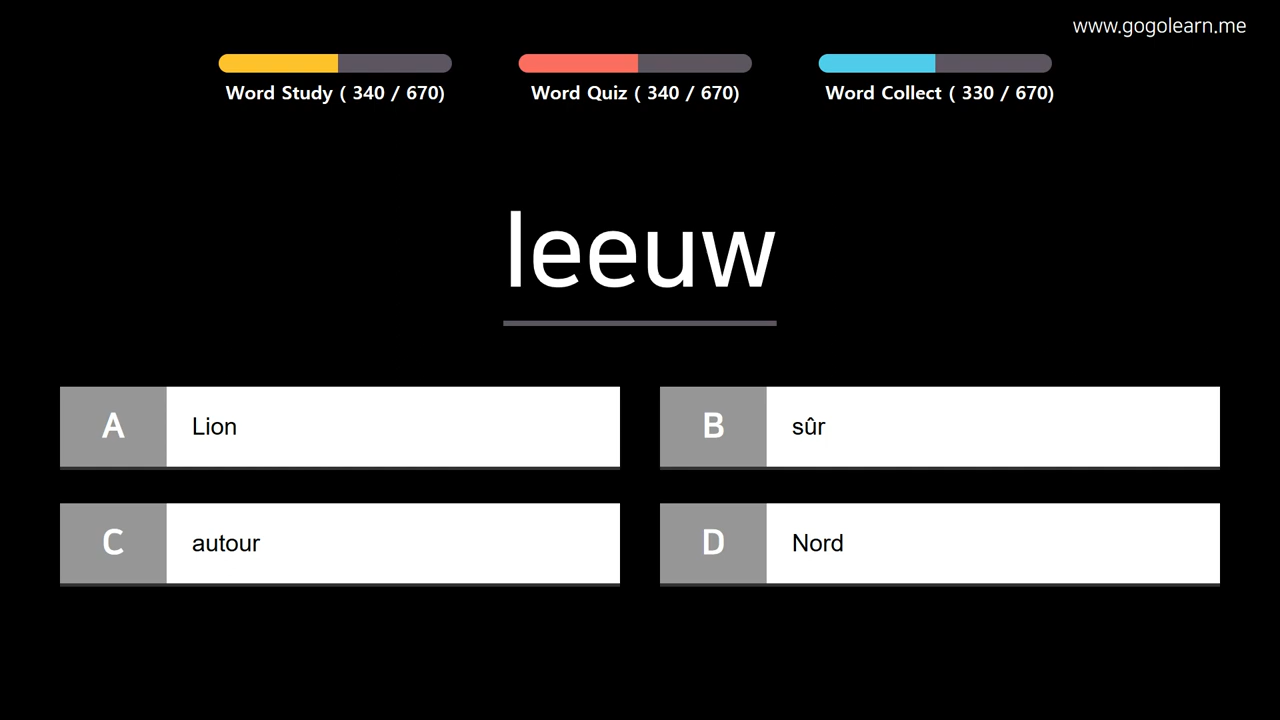 www.gogolearn.me
Word Study ( 340 / 670)
Word Quiz ( 340 / 670)
Word Collect ( 330 / 670)
leeuw
A Lion
B sûr
C autour
D Nord